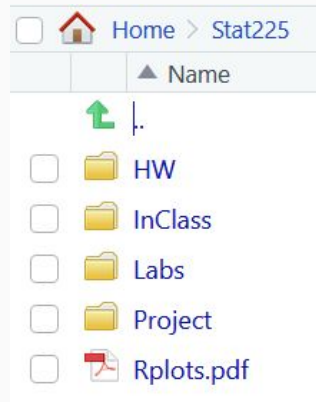 Home > Stat225
▲ Name
..
HW
InClass
Labs
Project
Rplots.pdf